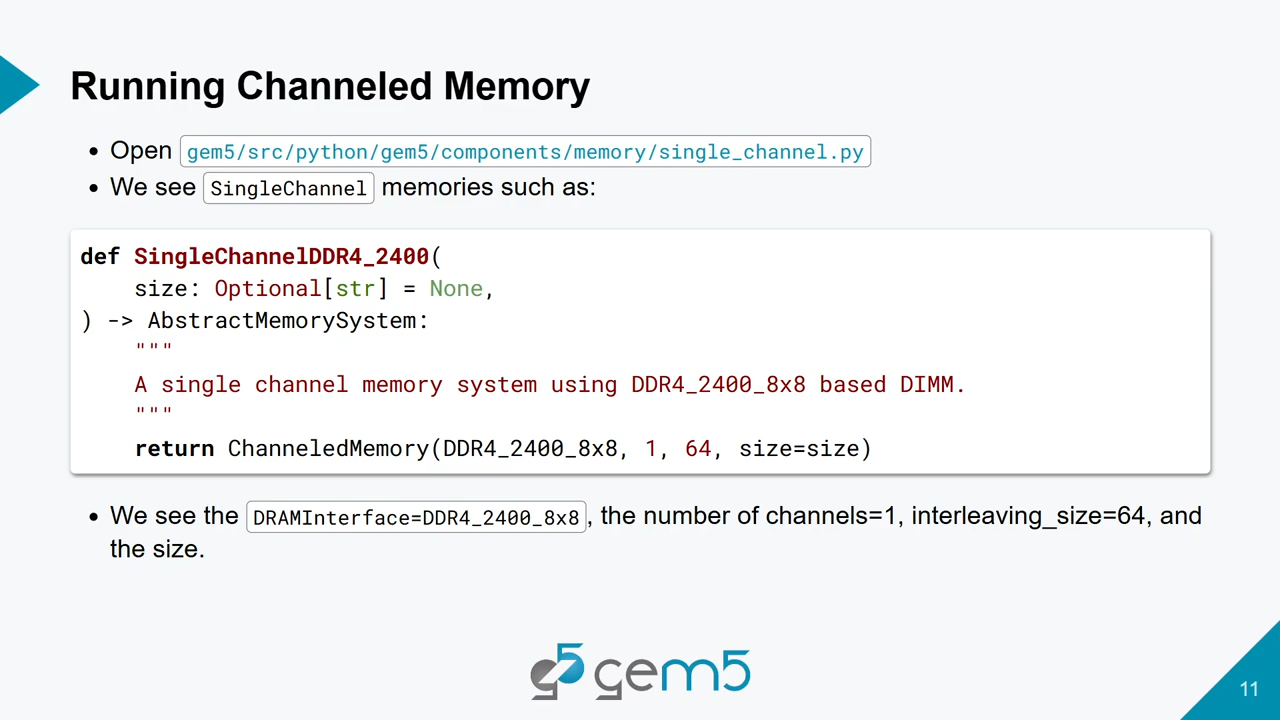 Running Channeled Memory
• Open gem5/src/python/gem5/components/memory/single_channel.py
• We see SingleChannel memories such as:
def SingleChannelDDR4_2400(
    size: Optional[str] = None,
) -> AbstractMemorySystem:
    """
    A single channel memory system using DDR4_2400_8x8 based DIMM.
    """
    return ChanneledMemory(DDR4_2400_8x8, 1, 64, size=size)
• We see the DRAMInterface=DDR4_2400_8x8, the number of channels=1, interleaving_size=64, and
the size.
g5 gem5
11